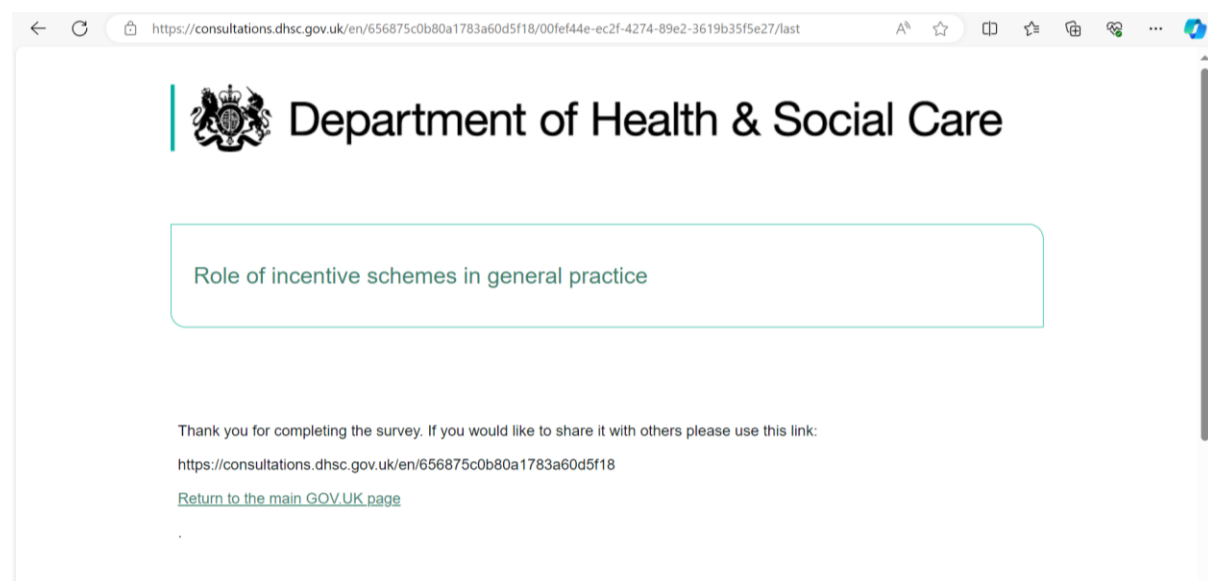 https://consultations.dhsc.gov.uk/en/656875c0b80a1783a60d5f18/00fef44e-ec2f-4274-89e2-3619b35f5e27/last
Department of Health & Social Care
Role of incentive schemes in general practice
Thank you for completing the survey. If you would like to share it with others please use this link:
https://consultations.dhsc.gov.uk/en/656875c0b80a1783a60d5f18
Return to the main GOV.UK page
.